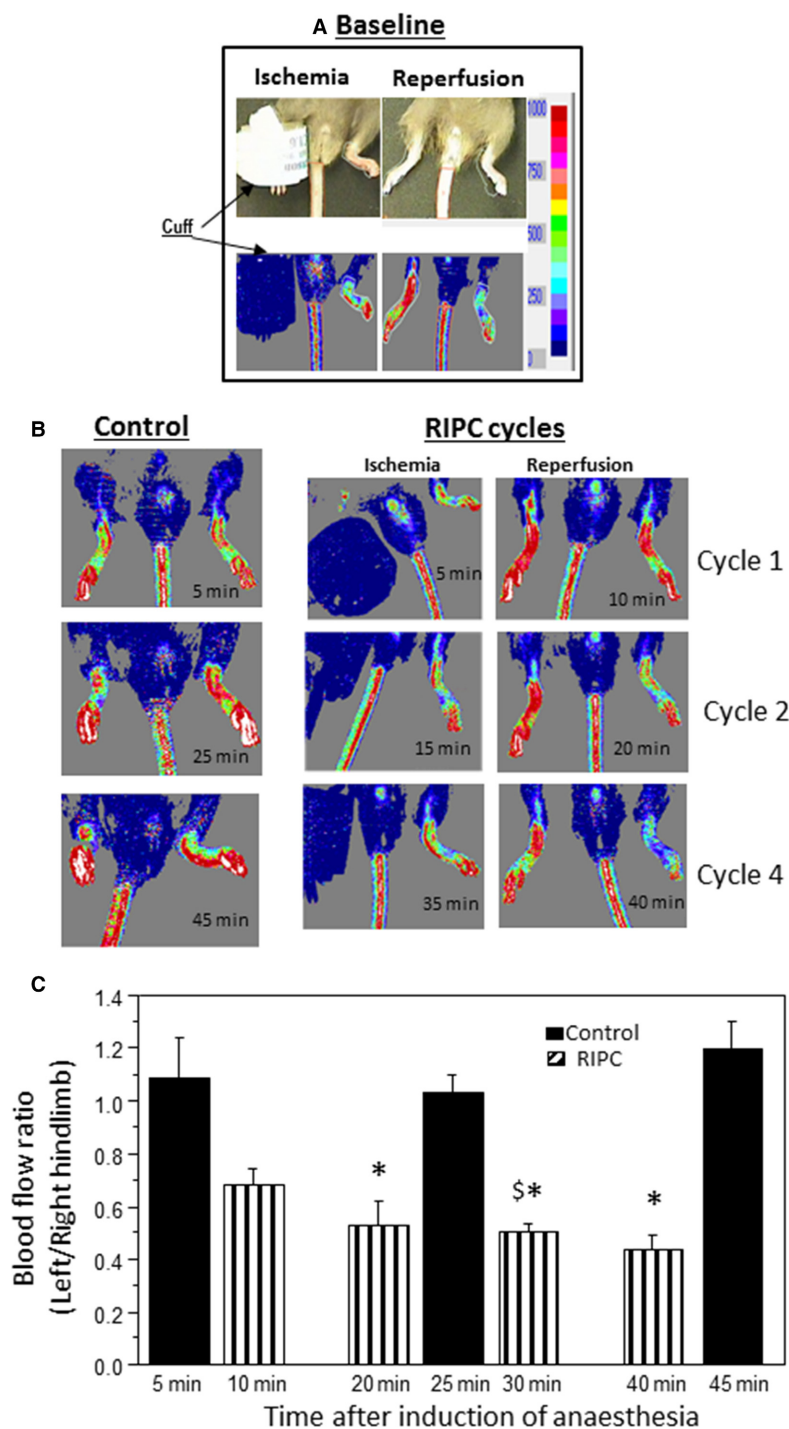 A Baseline
Ischemia Reperfusion
1000
750
500
250
0
Cuff
B
Control RIPC cycles
Ischemia Reperfusion
5 min 5 min 10 min Cycle 1
25 min 15 min 20 min Cycle 2
45 min 35 min 40 min Cycle 4
C
Blood flow ratio
(Left/Right hindlimb)
1.4
1.2
1.0
0.8
0.6
0.4
0.2
0.0
Control
RIPC
* $* *
5 min 10 min 20 min 25 min 30 min 40 min 45 min
Time after induction of anaesthesia